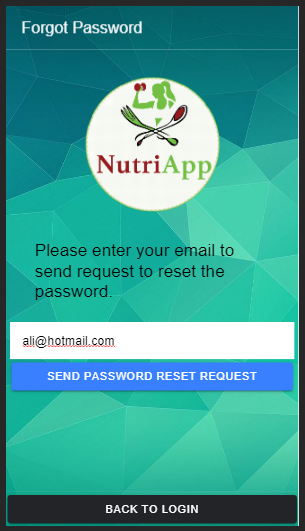 Forgot Password
NutriApp
Please enter your email to
send request to reset the
password.
ali@hotmail.com
SEND PASSWORD RESET REQUEST
BACK TO LOGIN